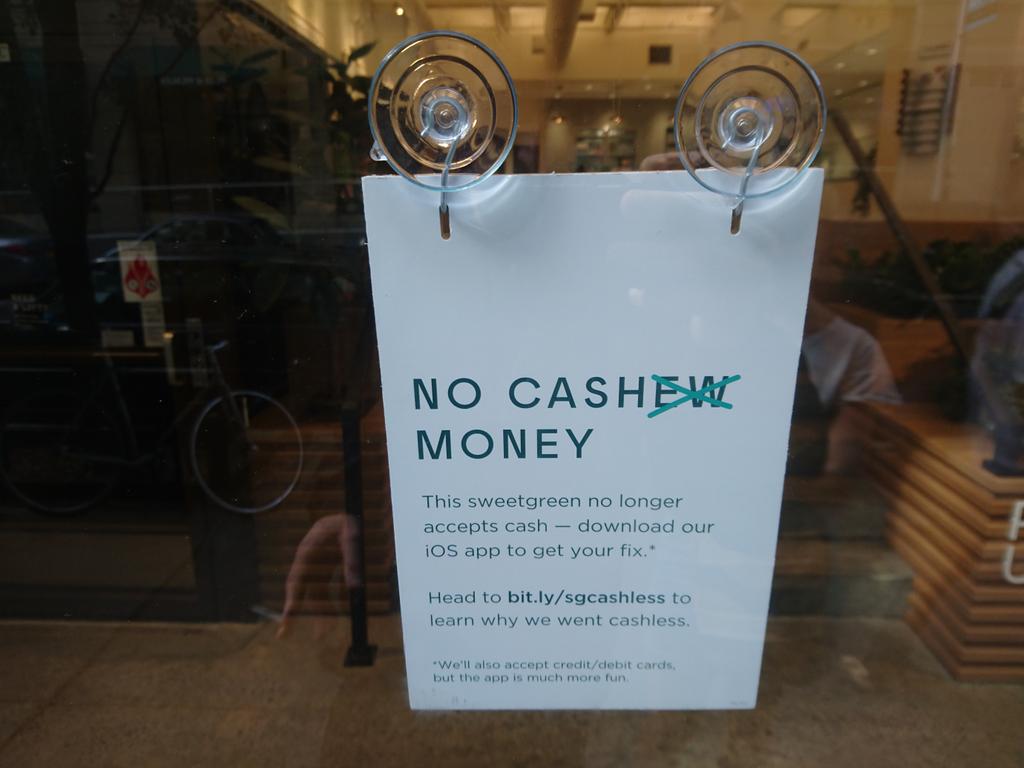 NO CASHEW
MONEY
This sweetgreen no longer
accepts cash — download our
iOS app to get your fix.*
Head to bit.ly/sgcashless to
learn why we went cashless.
*We'll also accept credit/debit cards,
but the app is much more fun.